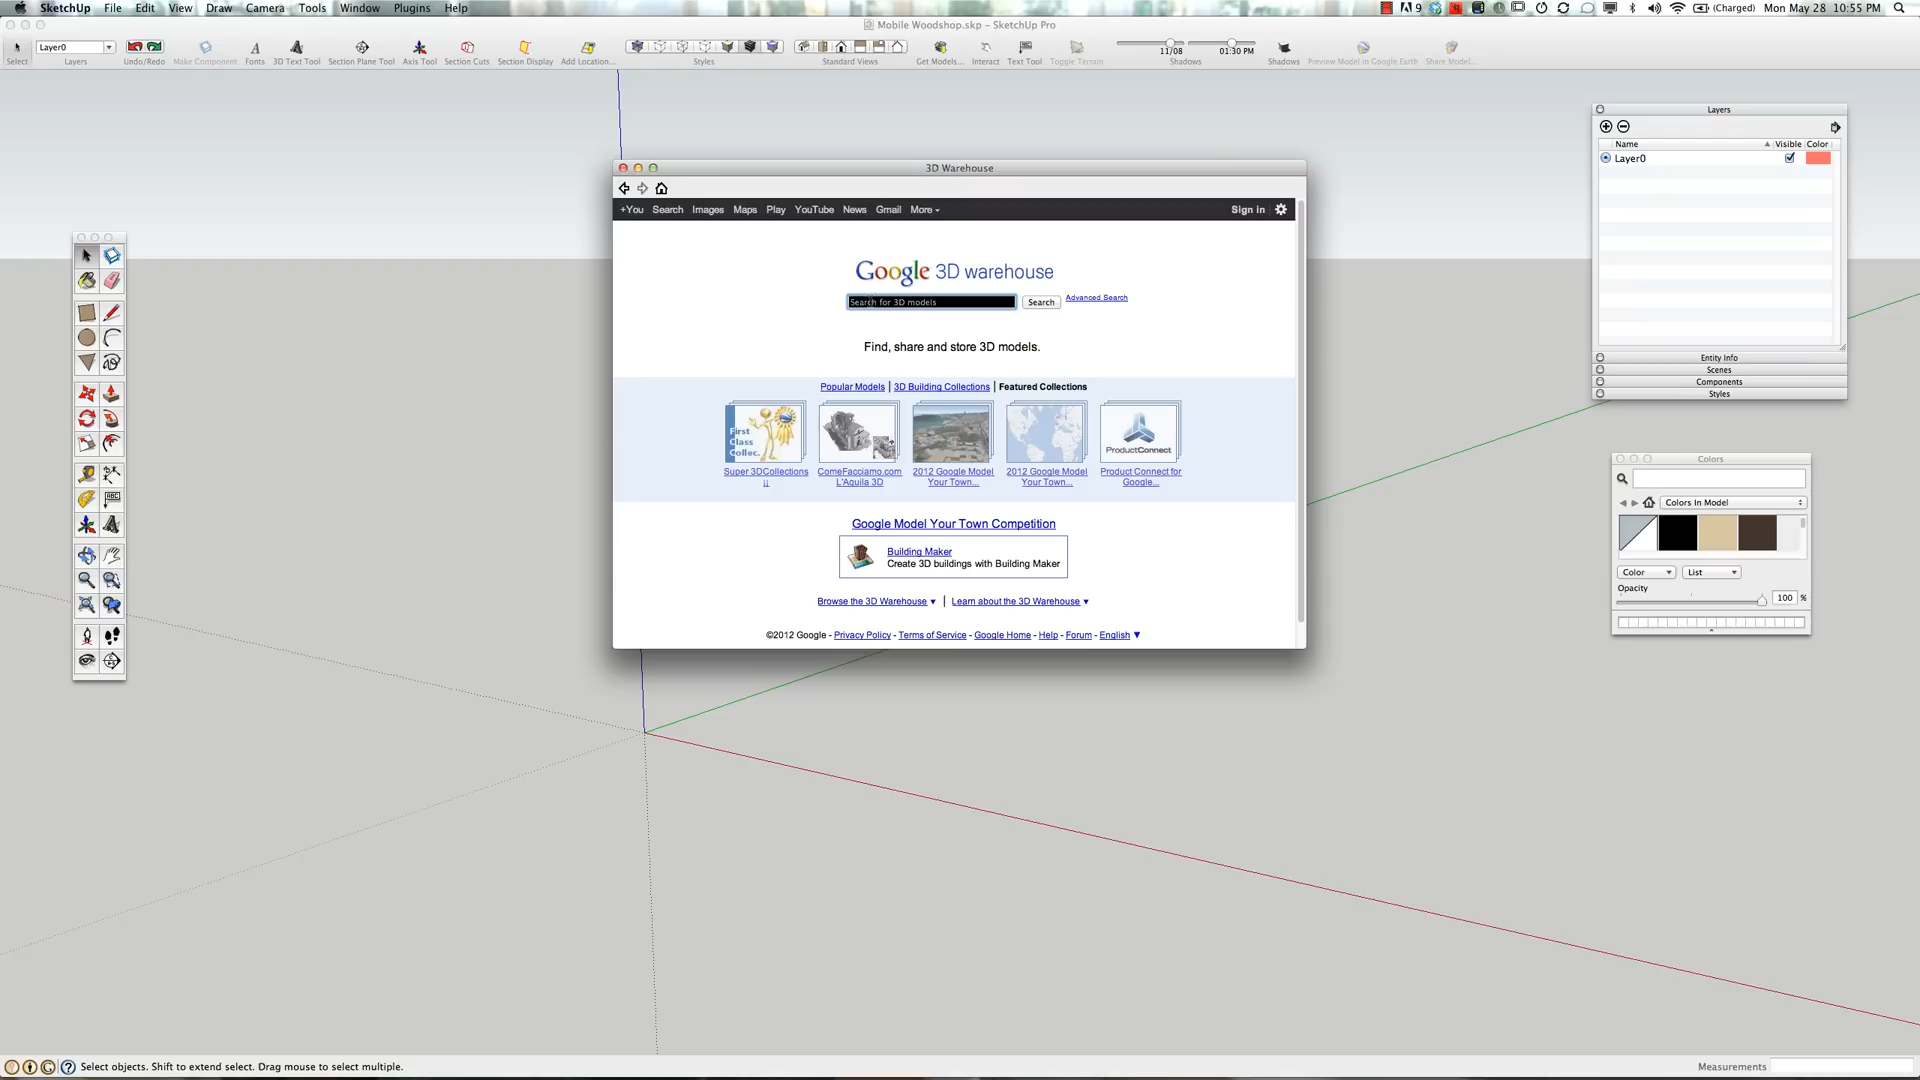 SketchUp File Edit View Draw Camera Tools Window Plugins Help
9 (Charged) Mon May 28 10:55 PM
Mobile Woodshop.skp – SketchUp Pro
Layer0
11/08 01:30 PM
Select Layers Undo/Redo Make Component Fonts 3D Text Tool Section Plane Tool Axis Tool Section Cuts Section Display Add Location... Styles Standard Views Get Models... Interact Text Tool Toggle Terrain Shadows Shadows Preview Model in Google Earth Share Model...
3D Warehouse
+You Search Images Maps Play YouTube News Gmail More
Sign in
Google 3D warehouse
Search for 3D models
Search
Advanced Search
Find, share and store 3D models.
Popular Models | 3D Building Collections | Featured Collections
First
Class
Collec.
ProductConnect
Super 3DCollections
¡¡
ComeFacciamo.com
L'Aquila 3D
2012 Google Model
Your Town...
2012 Google Model
Your Town...
Product Connect for
Google...
Google Model Your Town Competition
Building Maker
Create 3D buildings with Building Maker
Browse the 3D Warehouse ▼ | Learn about the 3D Warehouse ▼
©2012 Google - Privacy Policy - Terms of Service - Google Home - Help - Forum - English ▼
Layers
Name Visible Color
Layer0
Entity Info
Scenes
Components
Styles
Colors
Colors In Model
Color List
Opacity
100 %
ABC
Select objects. Shift to extend select. Drag mouse to select multiple.
Measurements